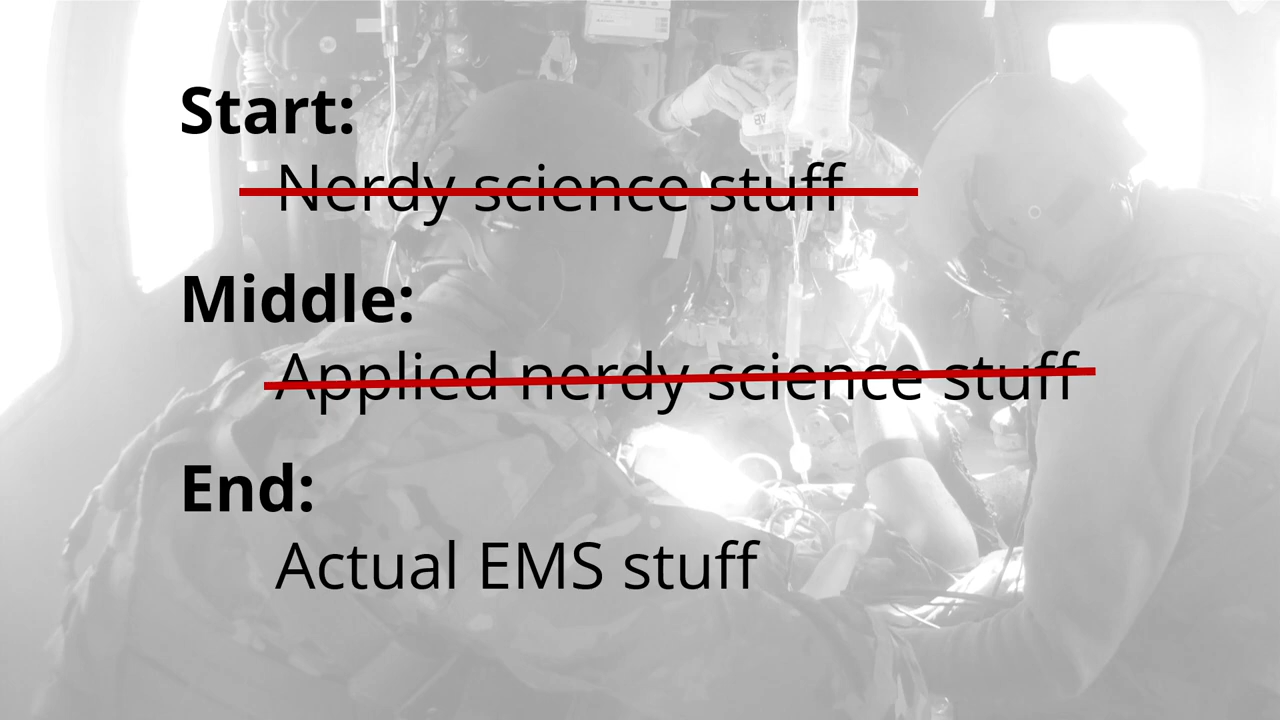 Start:
Nerdy science stuff
Middle:
Applied nerdy science stuff
End:
Actual EMS stuff